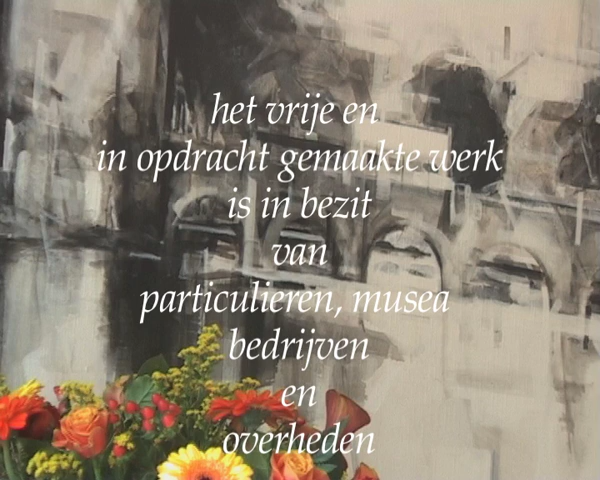 het vrije en
in opdracht gemaakte werk
is in bezit
van
particulieren, musea
bedrijven
en
overheden